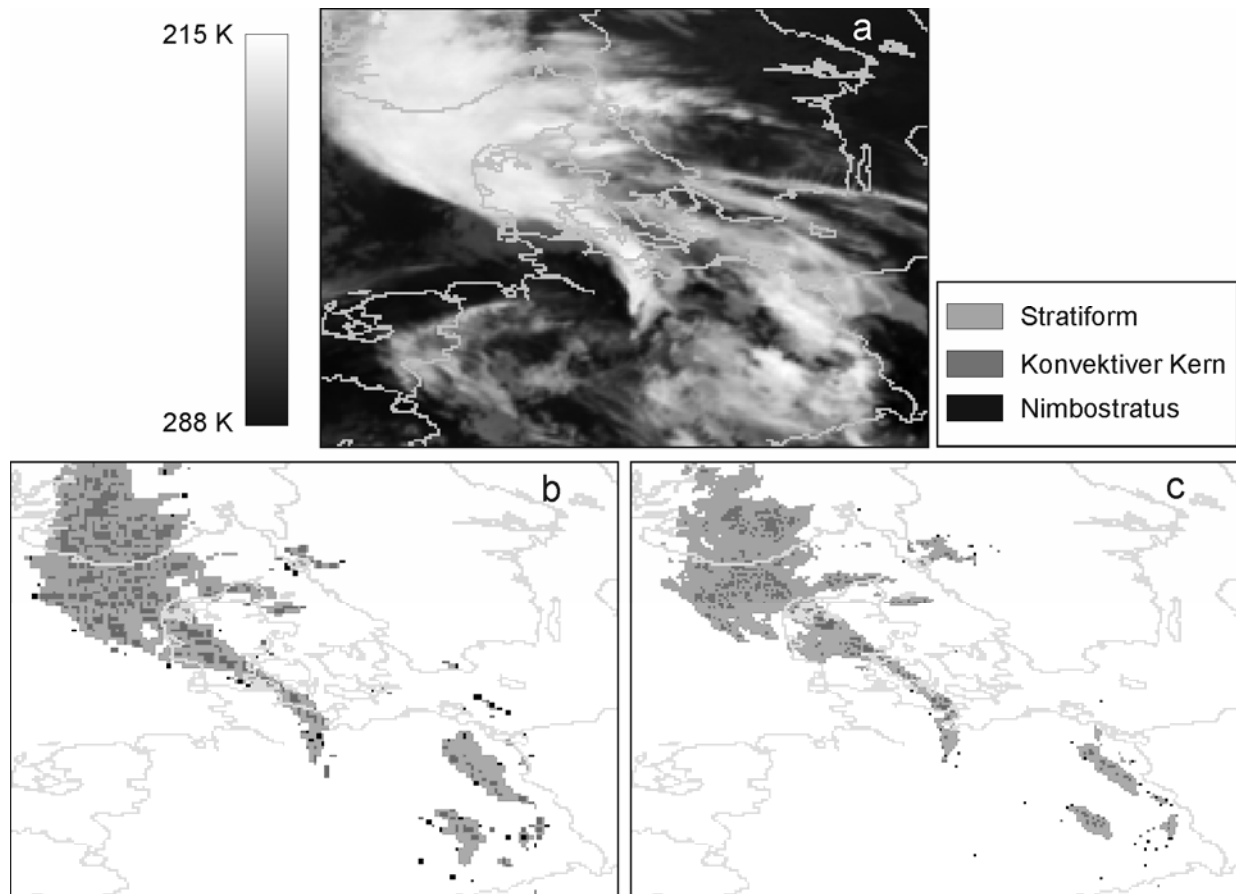 215 K
288 K
a
Stratiform
Konvektiver Kern
Nimbostratus
b
c